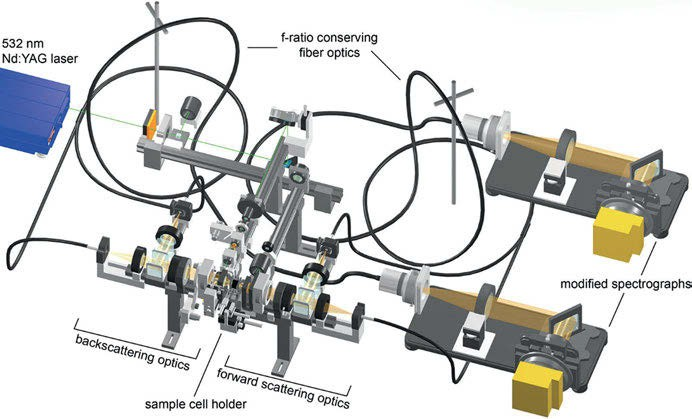 532 nm
Nd:YAG laser
f-ratio conserving
fiber optics
modified spectrographs
backscattering optics
forward scattering optics
sample cell holder